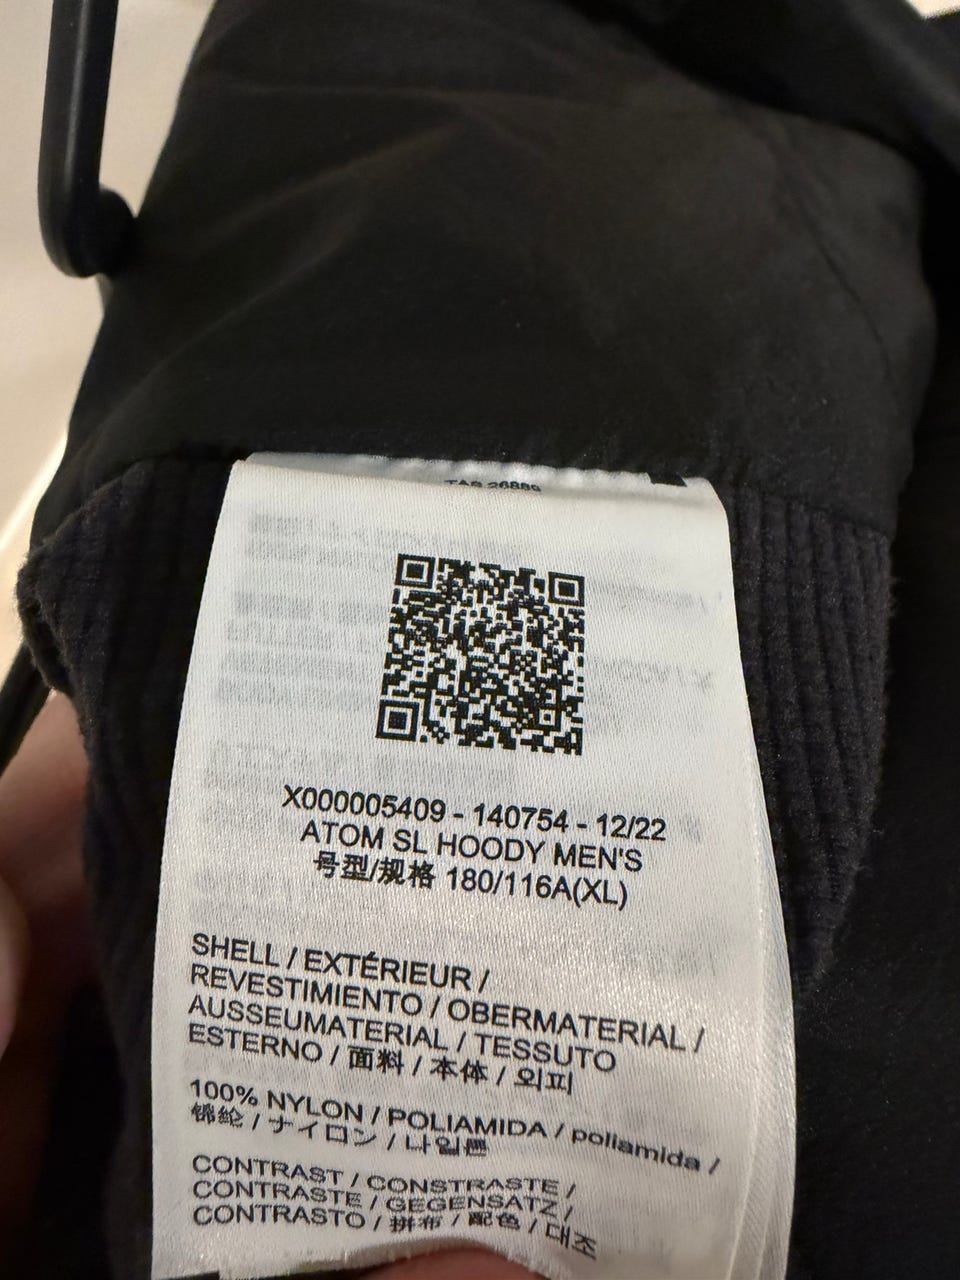 TAB 26889
X000005409 - 140754 - 12/22
ATOM SL HOODY MEN'S
号型/规格 180/116A(XL)
SHELL / EXTÉRIEUR /
REVESTIMIENTO / OBERMATERIAL /
AUSSEUMATERIAL / TESSUTO
ESTERNO / 面料 / 本体 / 외피
100% NYLON / POLIAMIDA / poliamida /
锦纶 / ナイロン / 나일론
CONTRAST / CONSTRASTE /
CONTRASTE / GEGENSATZ /
CONTRASTO / 拼布 / 配色 / 대조